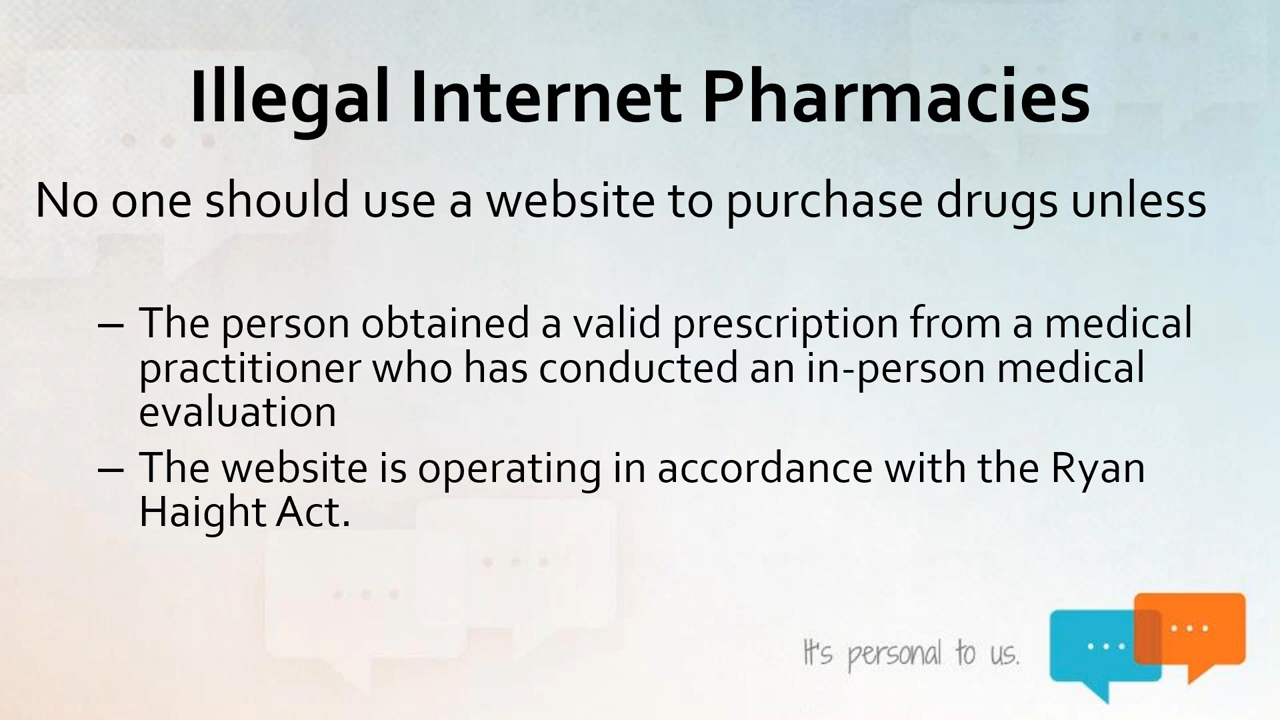 Illegal Internet Pharmacies
No one should use a website to purchase drugs unless
– The person obtained a valid prescription from a medical
practitioner who has conducted an in-person medical
evaluation
– The website is operating in accordance with the Ryan
Haight Act.
It's personal to us.